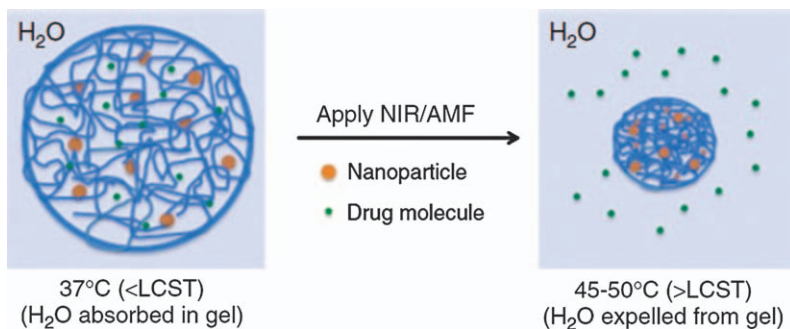 H₂O
H₂O
Apply NIR/AMF
Nanoparticle
Drug molecule
37°C (<LCST)
(H₂O absorbed in gel)
45-50°C (>LCST)
(H₂O expelled from gel)